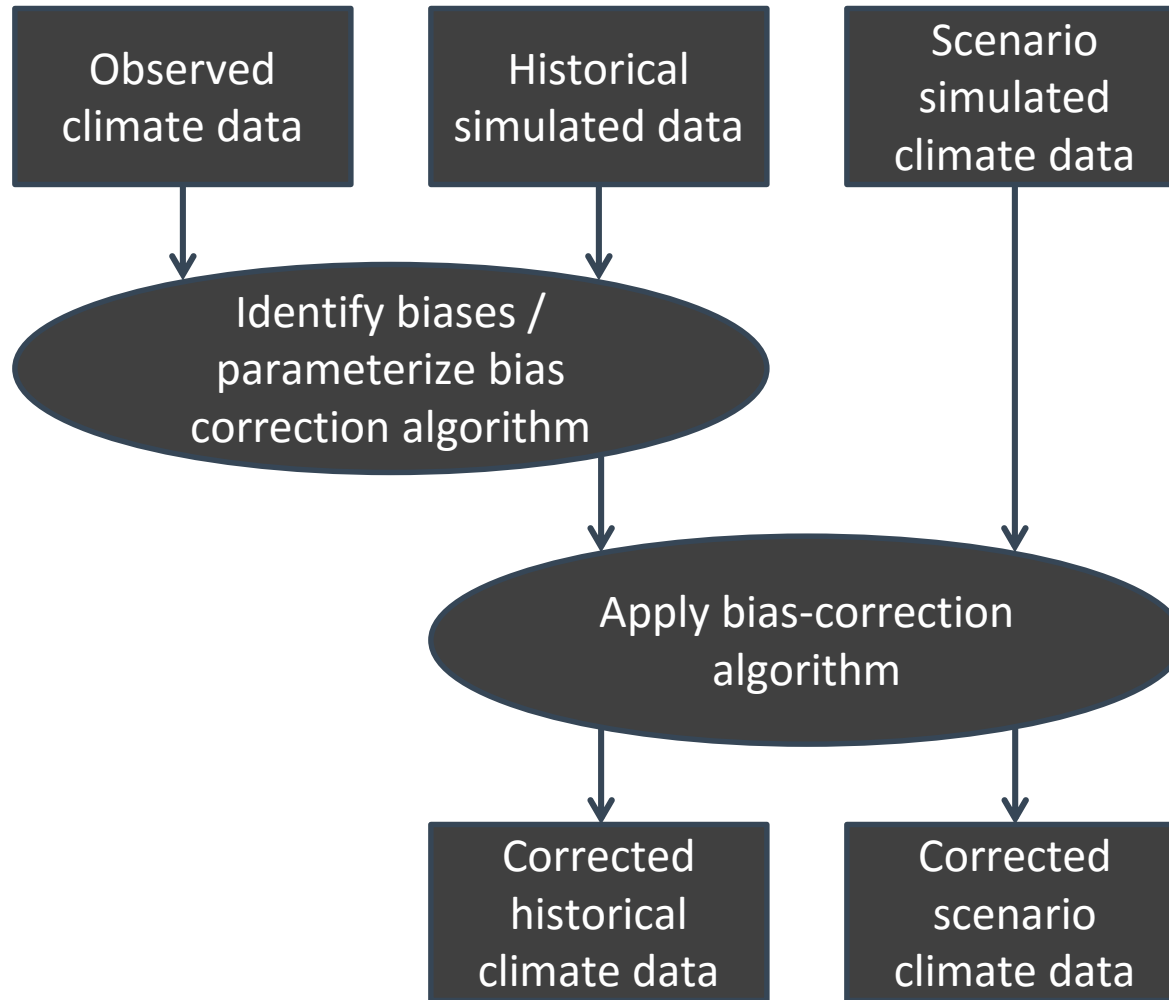 Observed
climate data
Historical
simulated data
Scenario
simulated
climate data
Identify biases /
parameterize bias
correction algorithm
Apply bias-correction
algorithm
Corrected
historical
climate data
Corrected
scenario
climate data